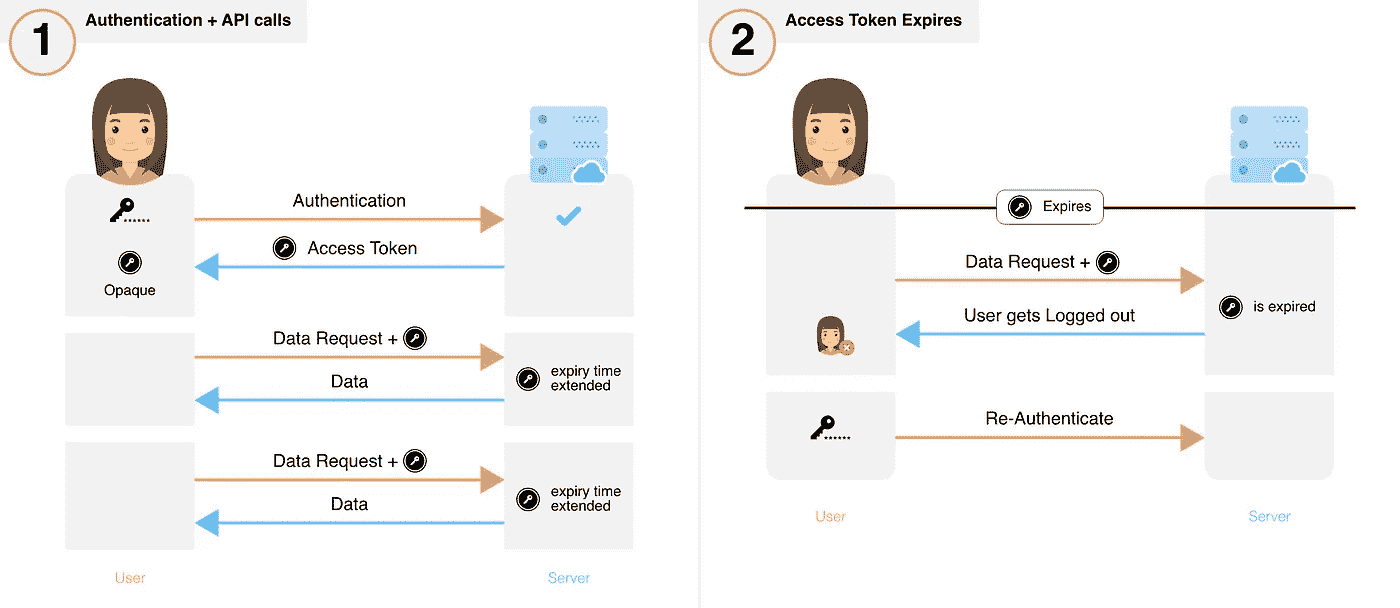 1
Authentication + API calls
Authentication
Access Token
Opaque
Data Request +
expiry time
extended
Data
Data Request +
expiry time
extended
Data
User
Server
2
Access Token Expires
Expires
Data Request +
is expired
User gets Logged out
Re-Authenticate
User
Server